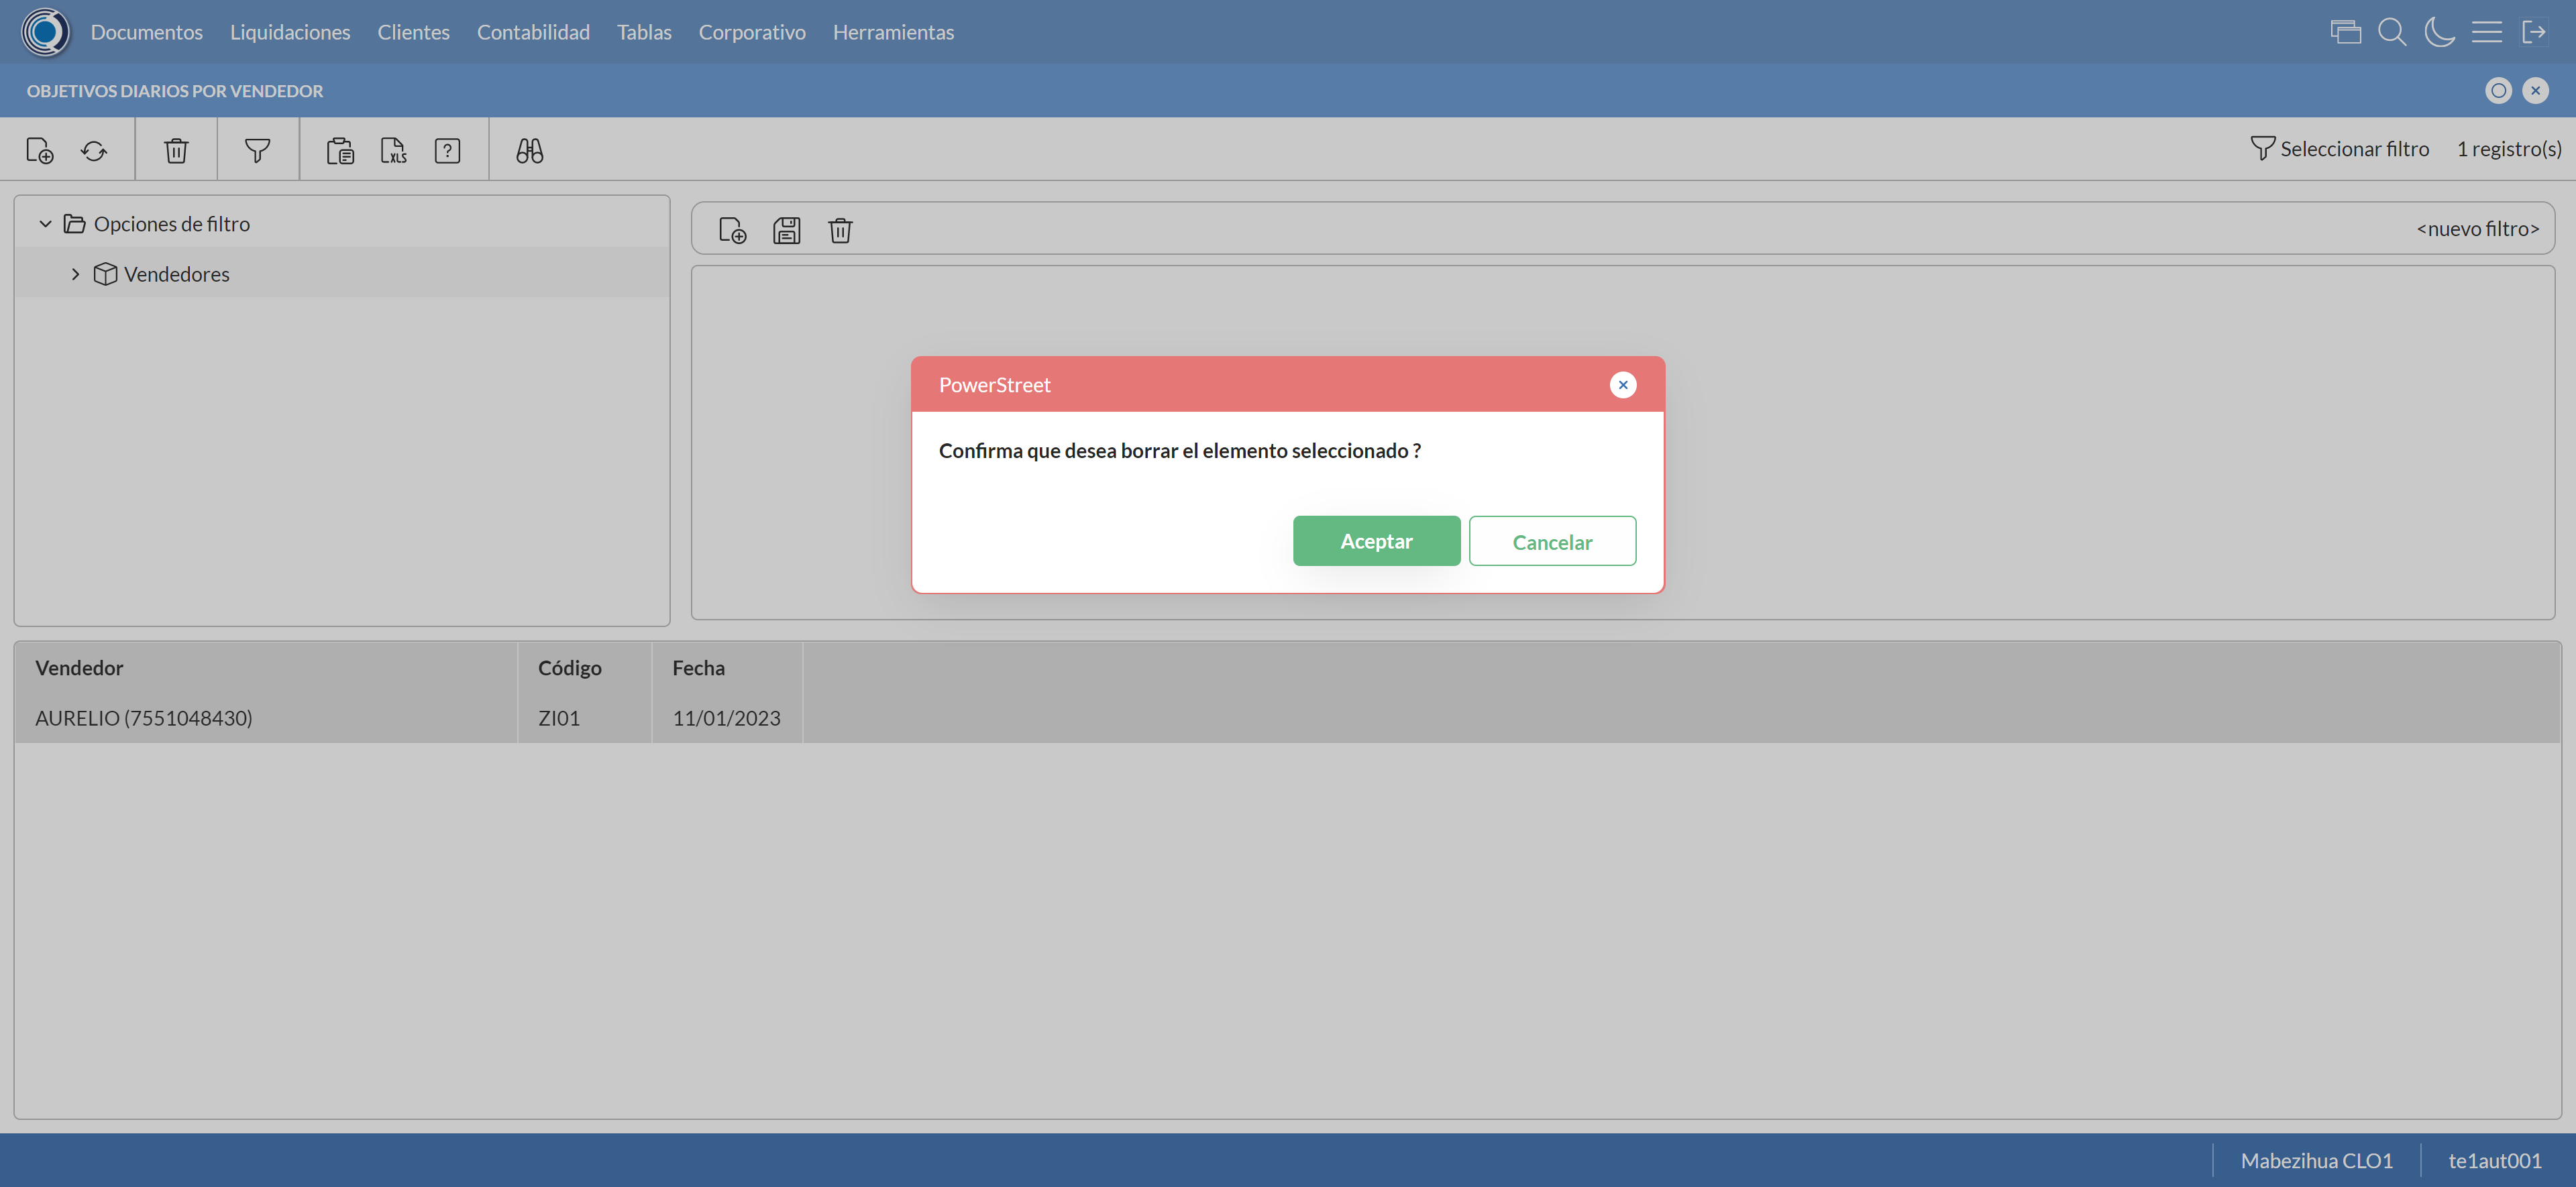 Documentos Liquidaciones Clientes Contabilidad Tablas Corporativo Herramientas
OBJETIVOS DIARIOS POR VENDEDOR
XLS ? Seleccionar filtro 1 registro(s)
Opciones de filtro
<nuevo filtro>
Vendedores
PowerStreet
Confirma que desea borrar el elemento seleccionado ?
Aceptar Cancelar
Vendedor Código Fecha
AURELIO (7551048430) ZI01 11/01/2023
Mabezihua CLO1 te1aut001